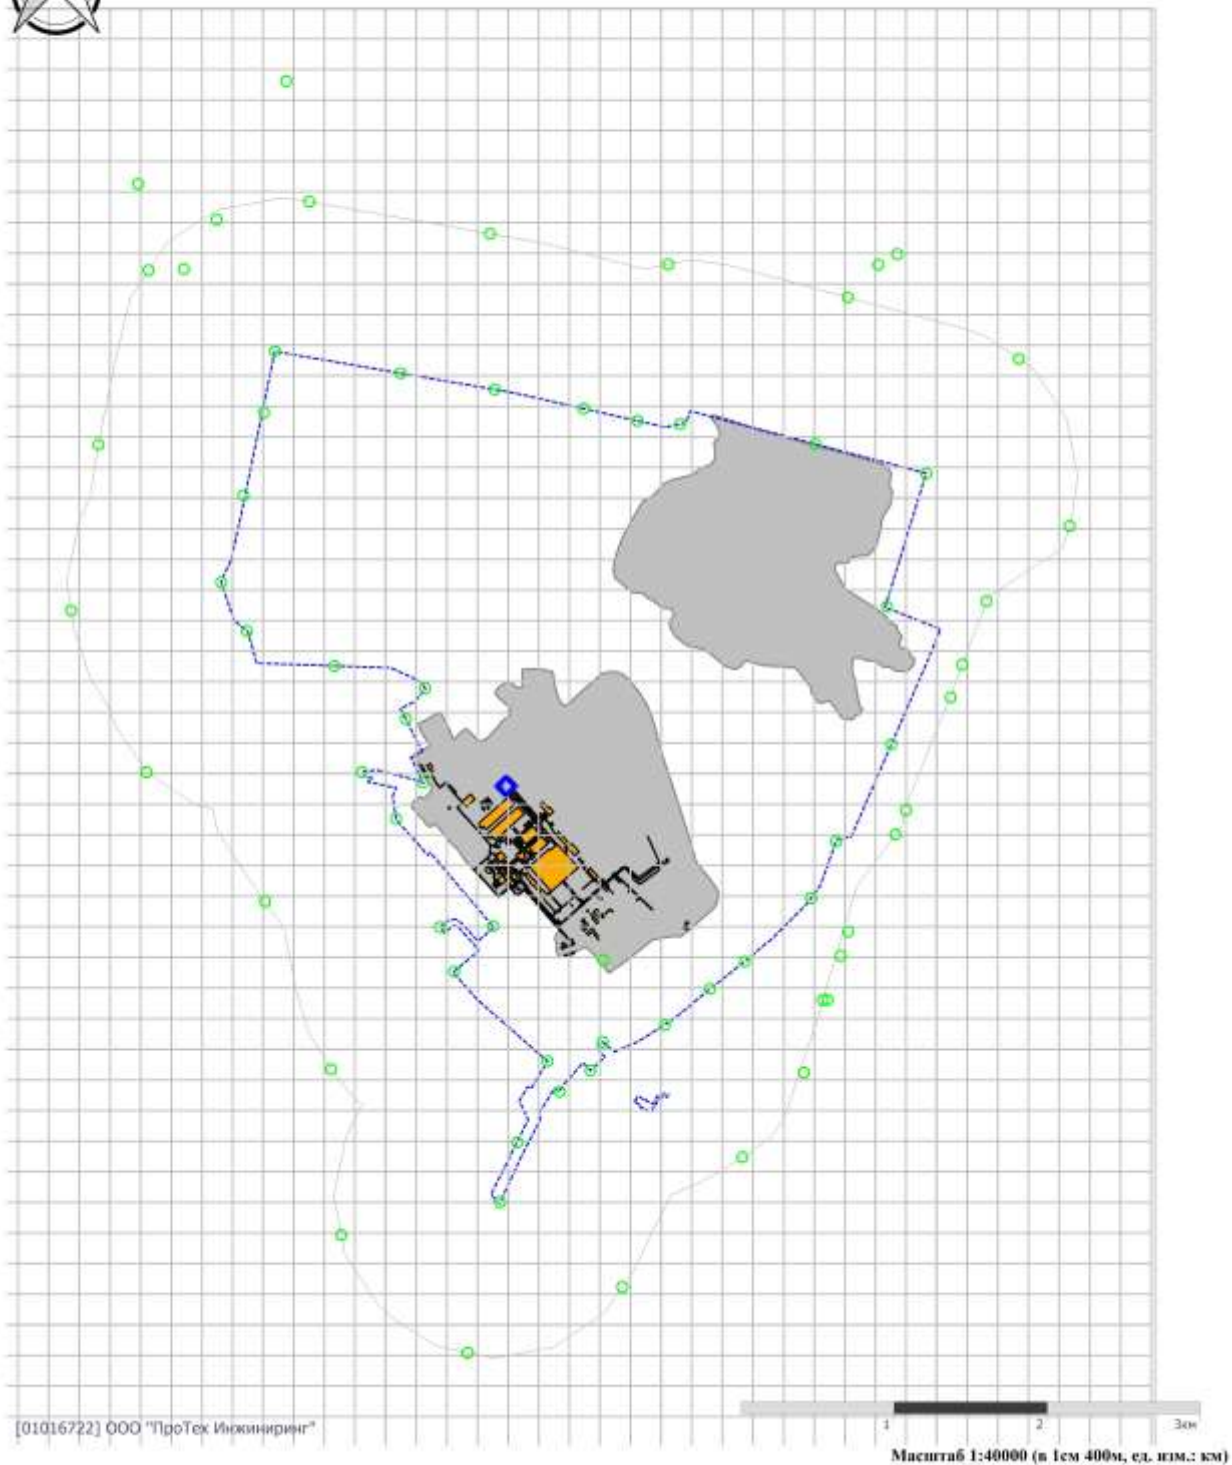 1 2 3км
[01016722] ООО "ПроТех Инжиниринг"
Масштаб 1:40000 (в 1см 400м, ед. изм.: км)